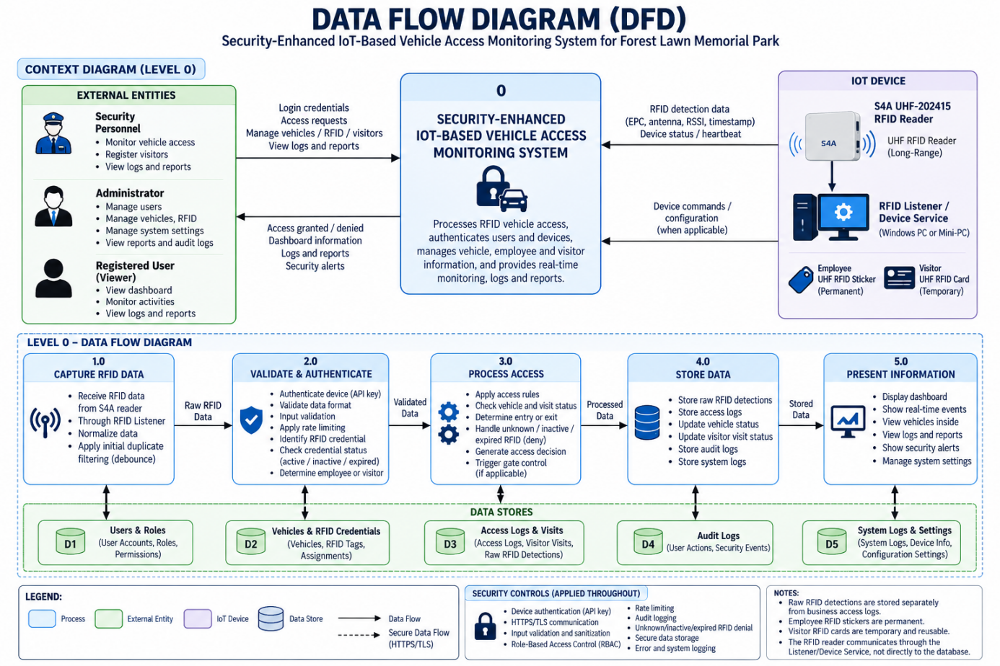 DATA FLOW DIAGRAM (DFD)
Security-Enhanced IoT-Based Vehicle Access Monitoring System for Forest Lawn Memorial Park
CONTEXT DIAGRAM (LEVEL 0)
EXTERNAL ENTITIES
Security
Personnel
• Monitor vehicle access
• Register visitors
• View logs and reports
Administrator
• Manage users
• Manage vehicles, RFID
• Manage system settings
• View reports and audit logs
Registered User
(Viewer)
• View dashboard
• Monitor activities
• View logs and reports
Login credentials
Access requests
Manage vehicles / RFID / visitors
View logs and reports
Access granted / denied
Dashboard information
Logs and reports
Security alerts
0
SECURITY-ENHANCED
IOT-BASED VEHICLE ACCESS
MONITORING SYSTEM
Processes RFID vehicle access,
authenticates users and devices,
manages vehicle, employee and visitor
information, and provides real-time
monitoring, logs and reports.
RFID detection data
(EPC, antenna, RSSI, timestamp)
Device status / heartbeat
Device commands /
configuration
(when applicable)
IOT DEVICE
S4A UHF-202415
RFID Reader
S4A
UHF RFID Reader
(Long-Range)
RFID Listener /
Device Service
(Windows PC or Mini-PC)
Employee
UHF RFID Sticker
(Permanent)
Visitor
UHF RFID Card
(Temporary)
LEVEL 0 – DATA FLOW DIAGRAM
1.0
CAPTURE RFID DATA
• Receive RFID data
from S4A reader
• Through RFID Listener
• Normalize data
• Apply initial duplicate
filtering (debounce)
Raw RFID
Data
2.0
VALIDATE & AUTHENTICATE
• Authenticate device (API key)
• Validate data format
• Input validation
• Apply rate limiting
• Identify RFID credential
• Check credential status
(active / inactive / expired)
• Determine employee or visitor
Validated
Data
3.0
PROCESS ACCESS
• Apply access rules
• Check vehicle and visit status
• Determine entry or exit
• Handle unknown / inactive /
expired RFID (deny)
• Generate access decision
• Trigger gate control
(if applicable)
Processed
Data
4.0
STORE DATA
• Store raw RFID detections
• Store access logs
• Update vehicle status
• Update visitor visit status
• Store audit logs
• Store system logs
Stored
Data
5.0
PRESENT INFORMATION
• Display dashboard
• Show real-time events
• View vehicles inside
• View logs and reports
• Show security alerts
• Manage system settings
DATA STORES
D1
Users & Roles
(User Accounts, Roles,
Permissions)
D2
Vehicles & RFID Credentials
(Vehicles, RFID Tags,
Assignments)
D3
Access Logs & Visits
(Access Logs, Visitor Visits,
Raw RFID Detections)
D4
Audit Logs
(User Actions, Security Events)
D5
System Logs & Settings
(System Logs, Device Info,
Configuration Settings)
LEGEND:
Process
External Entity
IoT Device
Data Store
Data Flow
Secure Data Flow
(HTTPS/TLS)
SECURITY CONTROLS (APPLIED THROUGHOUT)
• Device authentication (API key)
• HTTPS/TLS communication
• Input validation and sanitization
• Role-Based Access Control (RBAC)
• Rate limiting
• Audit logging
• Unknown/inactive/expired RFID denial
• Secure data storage
• Error and system logging
NOTES:
• Raw RFID detections are stored separately
from business access logs.
• Employee RFID stickers are permanent.
• Visitor RFID cards are temporary and reusable.
• The RFID reader communicates through the
Listener/Device Service, not directly to the database.